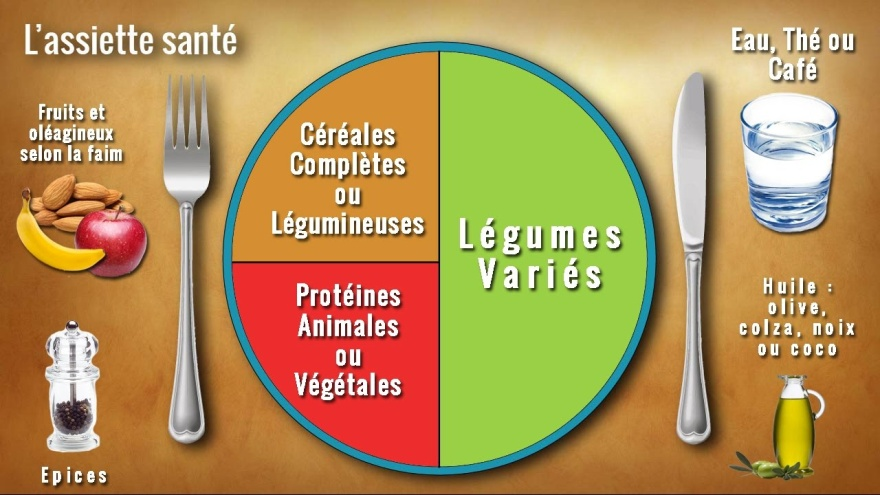 L'assiette santé
Fruits et
oléagineux
selon la faim
Epices
Céréales
Complètes
ou
Légumineuses
Protéines
Animales
ou
Végétales
Légumes
Variés
Eau, Thé ou
Café
Huile :
olive,
colza, noix
ou coco